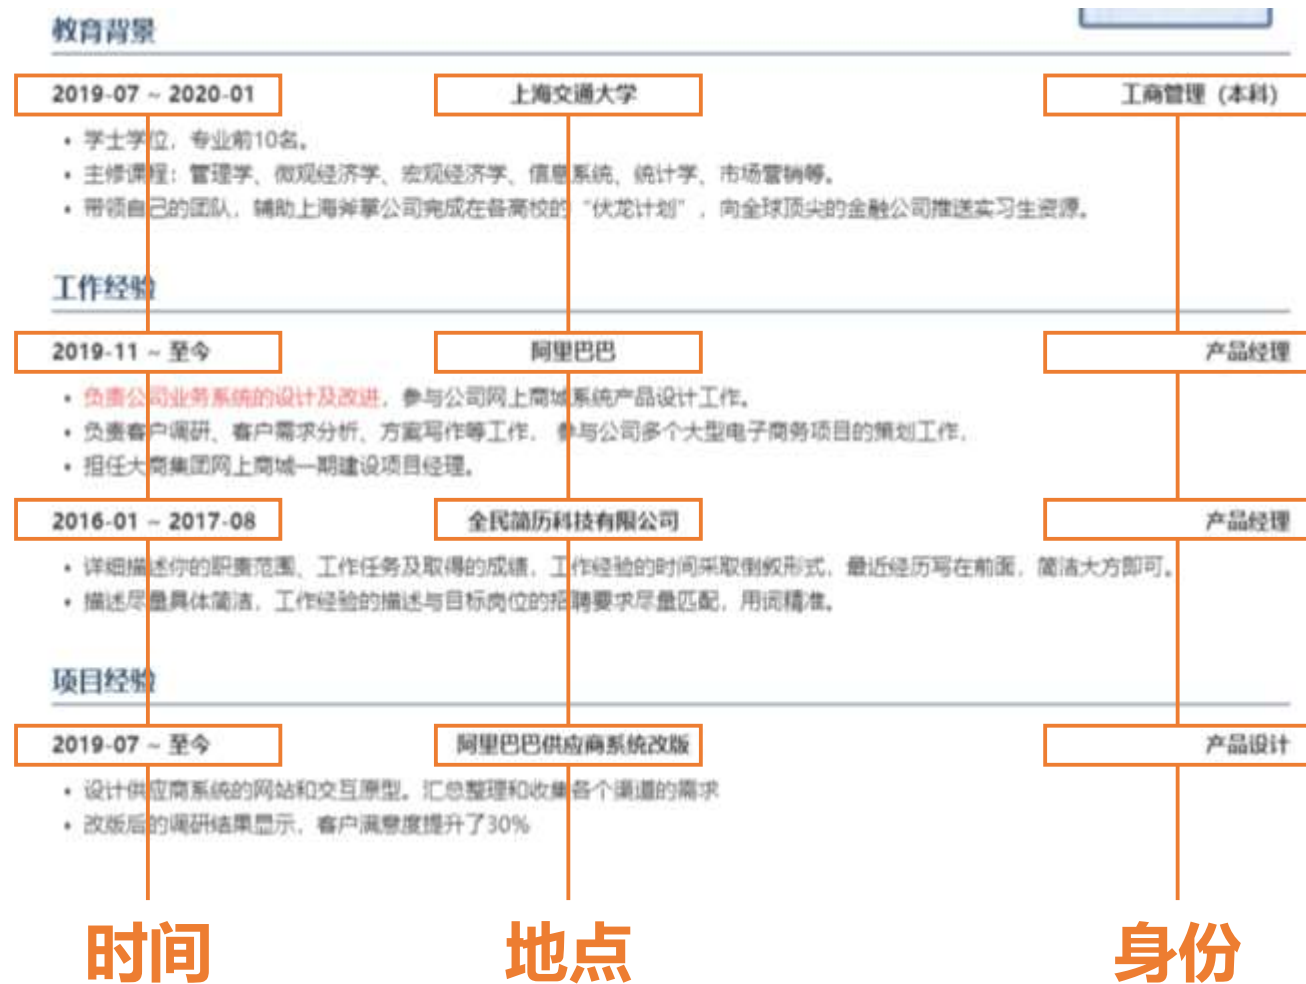 教育背景
2019-07 ~ 2020-01 上海交通大学 工商管理（本科）
• 学士学位，专业前10名。
• 主修课程：管理学、微观经济学、宏观经济学、信息系统、统计学、市场营销等。
• 带领自己的团队，辅助上海斧掌公司完成在各高校的“伏龙计划”，向全球顶尖的金融公司推送实习生资源。
工作经验
2019-11 ~ 至今 阿里巴巴 产品经理
• 负责公司业务系统的设计及改进，参与公司网上商城系统产品设计工作。
• 负责客户调研、客户需求分析、方案写作等工作， 参与公司多个大型电子商务项目的策划工作，
• 担任大商集团网上商城一期建设项目经理。
2016-01 ~ 2017-08 全民简历科技有限公司 产品经理
• 详细描述你的职责范围、工作任务及取得的成绩，工作经验的时间采取倒叙形式，最近经历写在前面，简洁大方即可。
• 描述尽量具体简洁，工作经验的描述与目标岗位的招聘要求尽量匹配，用词精准。
项目经验
2019-07 ~ 至今 阿里巴巴供应商系统改版 产品设计
• 设计供应商系统的网站和交互原型。汇总整理和收集各个渠道的需求
• 改版后的调研结果显示，客户满意度提升了30%
时间 地点 身份